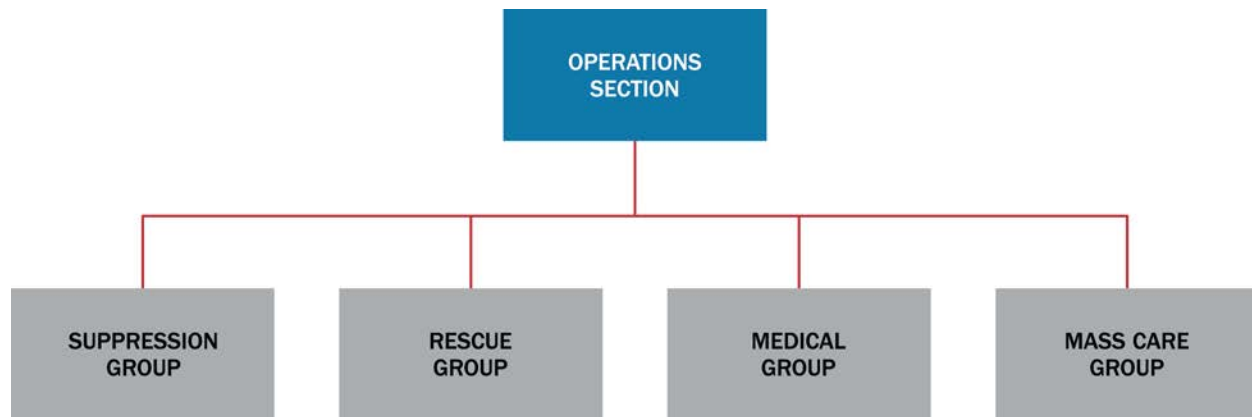 OPERATIONS
SECTION
SUPPRESSION
GROUP
RESCUE
GROUP
MEDICAL
GROUP
MASS CARE
GROUP